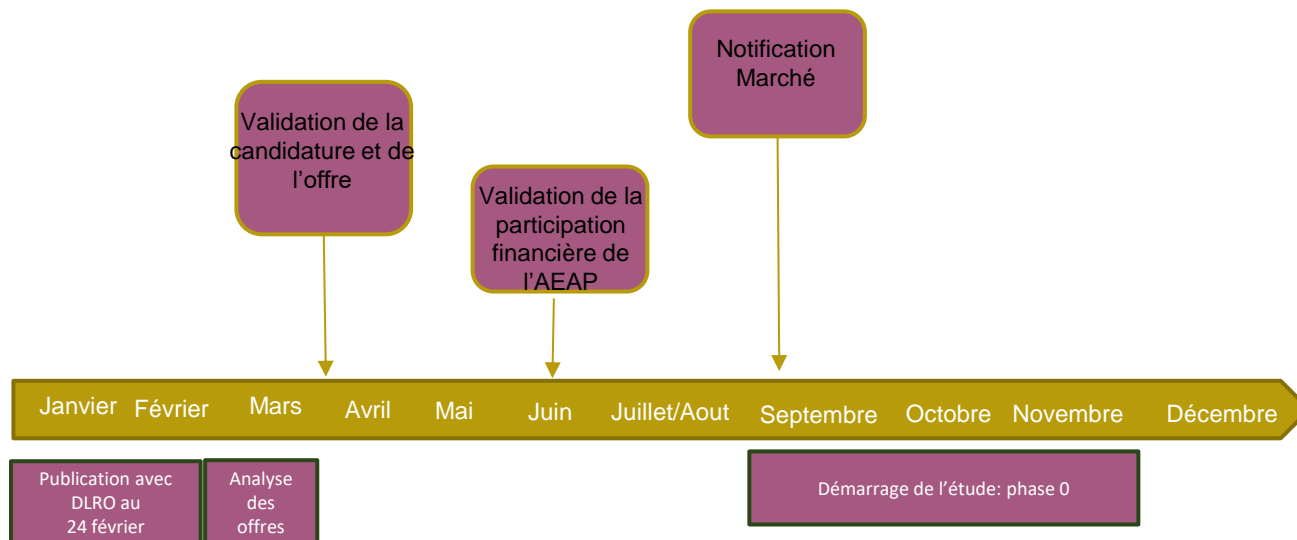 Notification
Marché
Validation de la
candidature et de
l’offre
Validation de la
participation
financière de
l’AEAP
Janvier Février Mars Avril Mai Juin Juillet/Aout Septembre Octobre Novembre Décembre
Publication avec
DLRO au
24 février
Analyse
des
offres
Démarrage de l’étude: phase 0